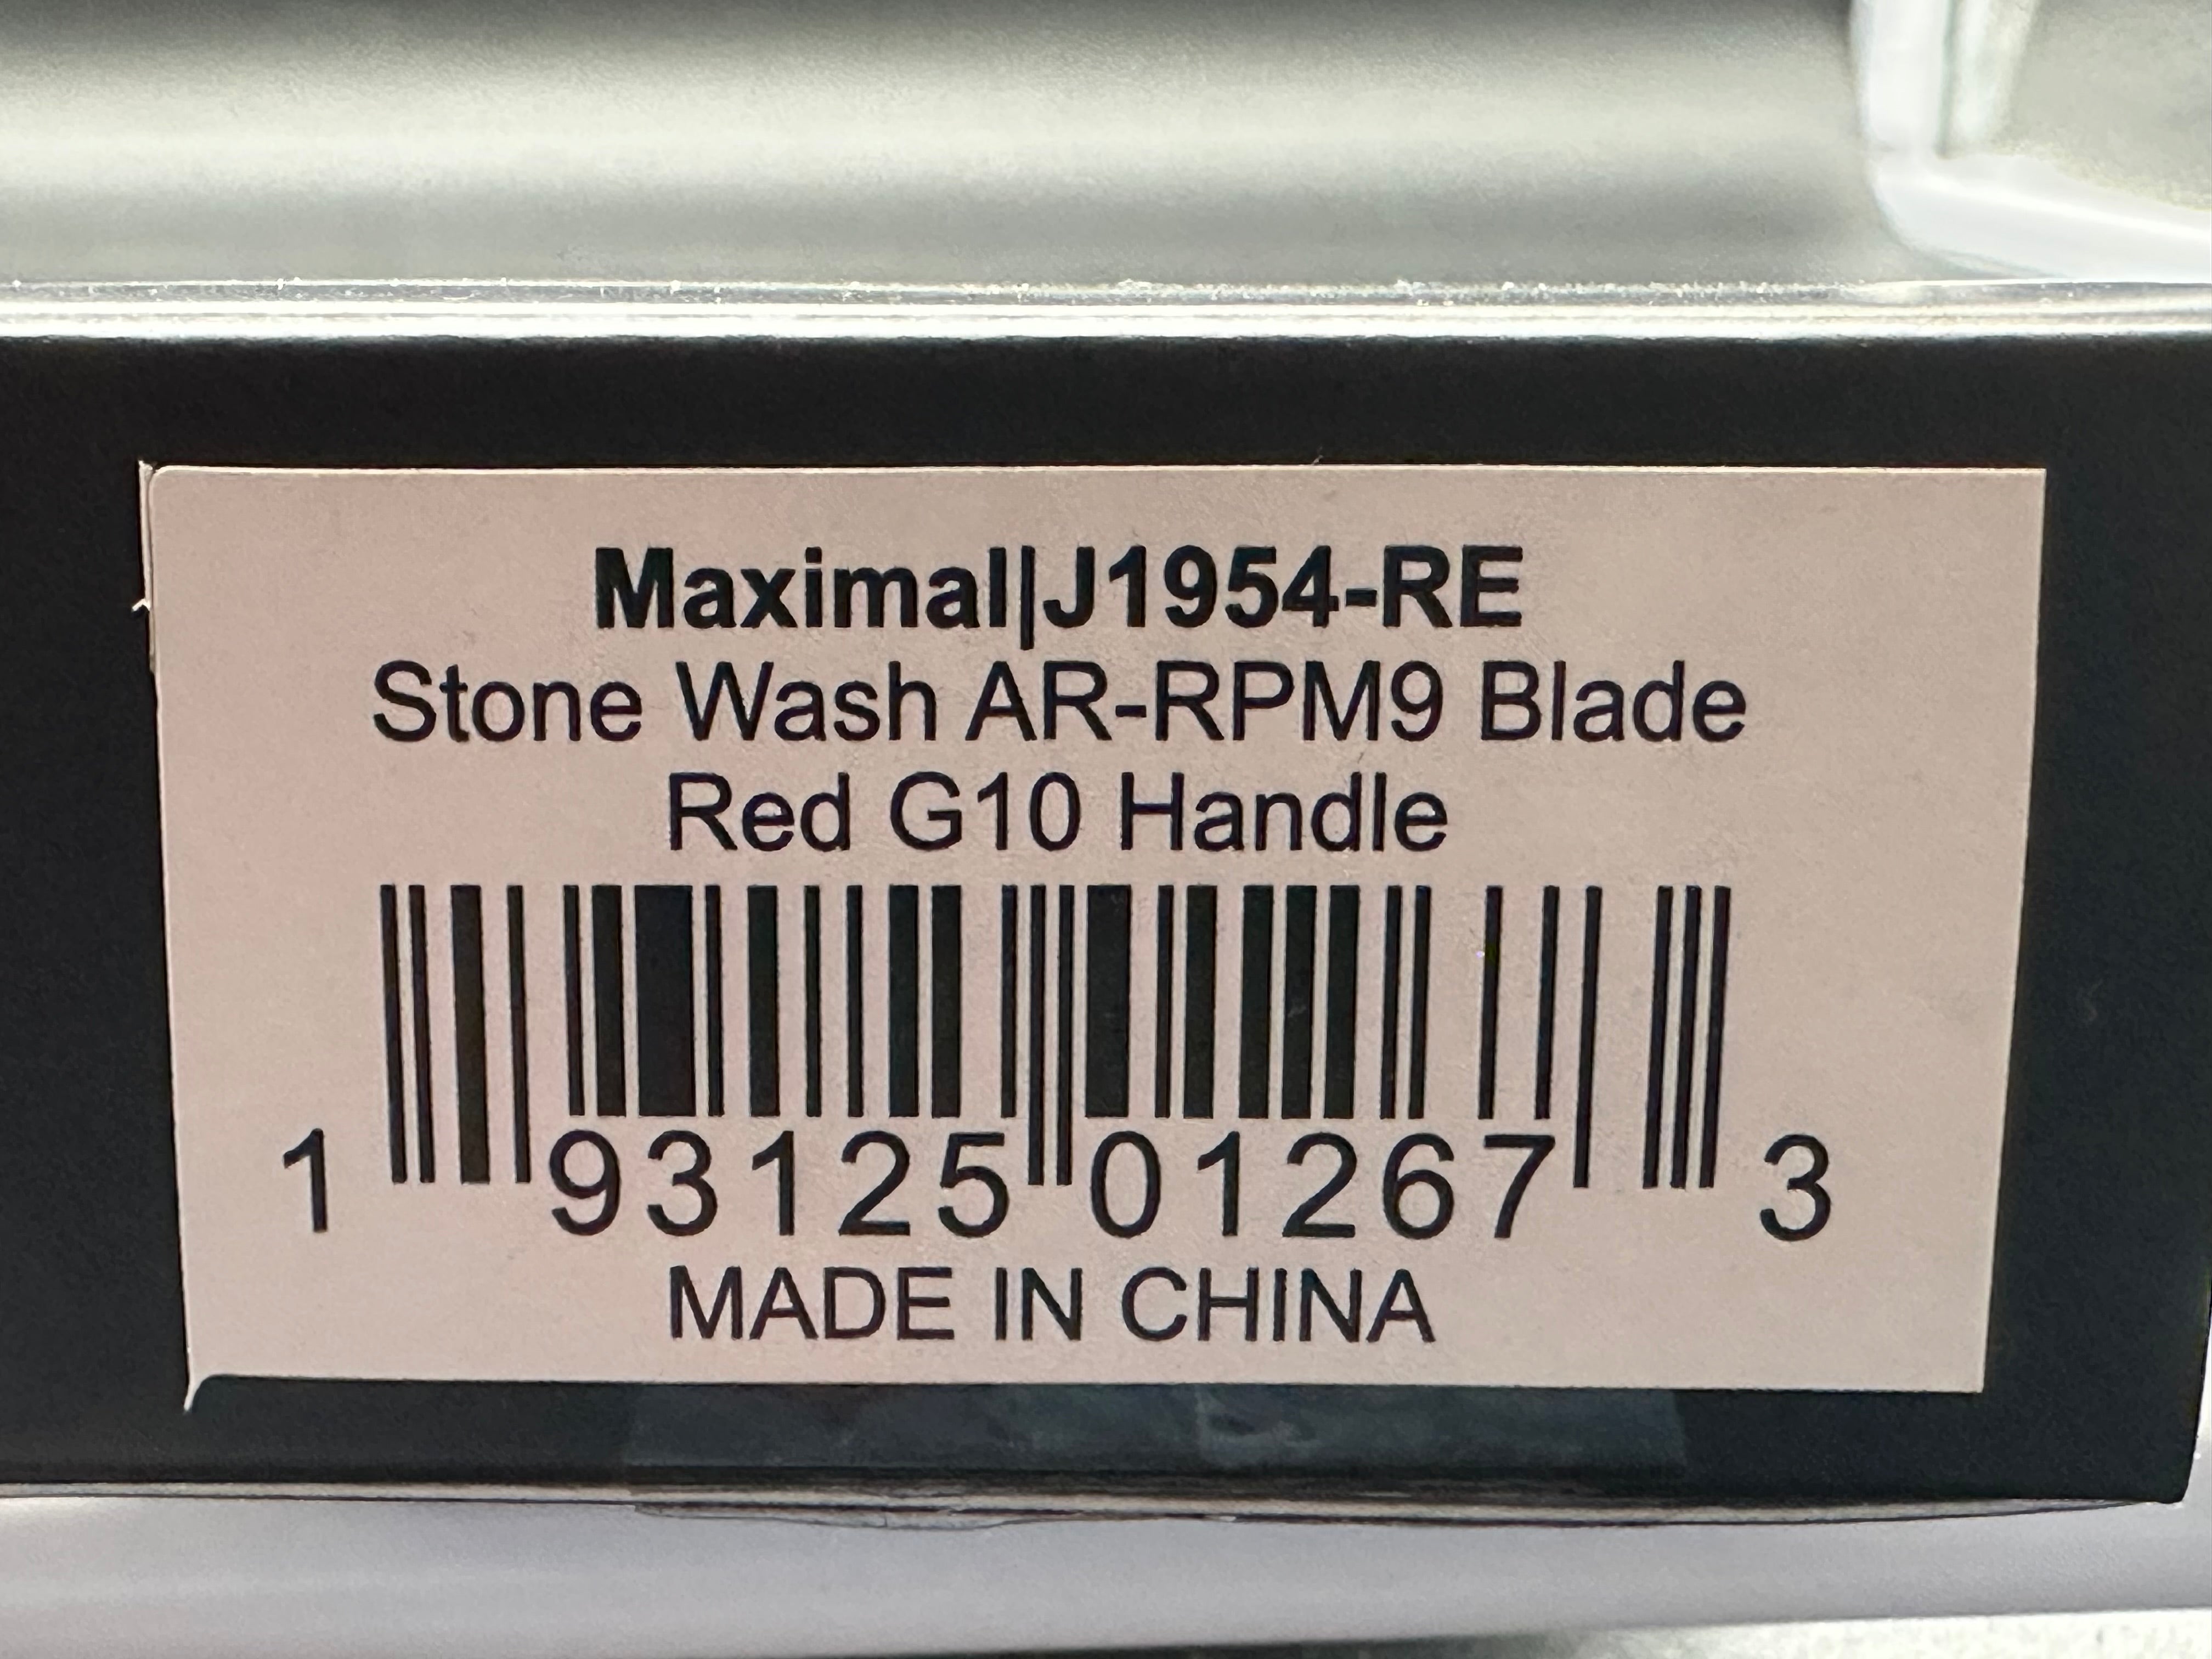 Maximal|J1954-RE
Stone Wash AR-RPM9 Blade
Red G10 Handle
1 93125 01267 3
MADE IN CHINA